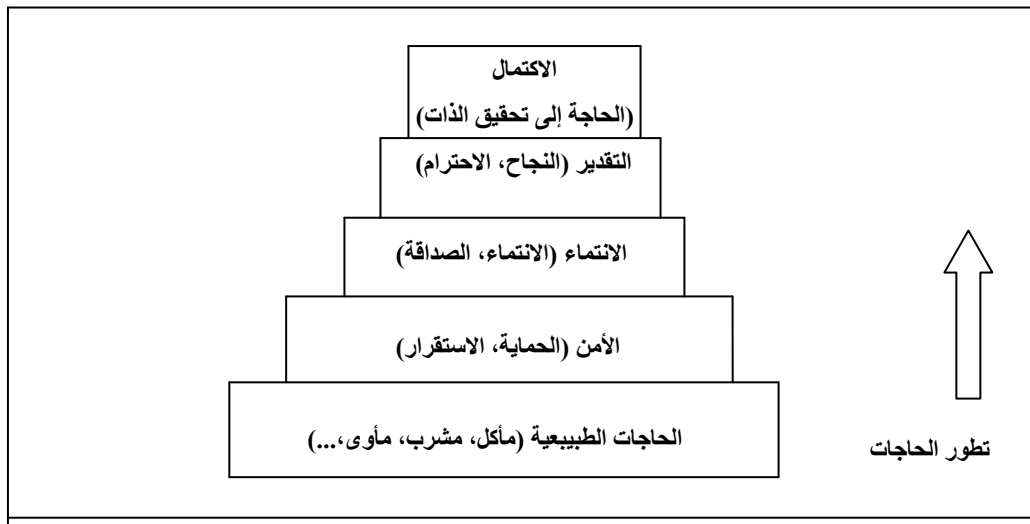 الاكتمال
(الحاجة إلى تحقيق الذات)
التقدير (النجاح، الاحترام)
الانتماء (الانتماء، الصداقة)
الأمن (الحماية، الاستقرار)
الحاجات الطبيبعية (مأكل، مشرب، مأوى،...)
تطور الحاجات